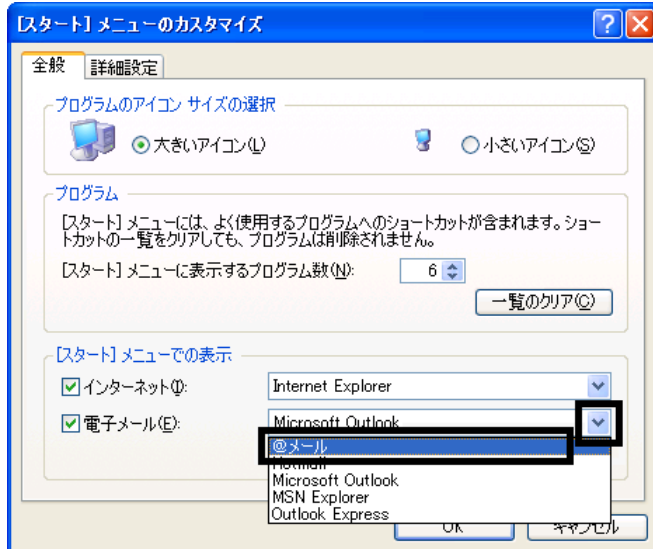 [スタート] メニューのカスタマイズ
全般
詳細設定
プログラムのアイコン サイズの選択
大きいアイコン(L)
小さいアイコン(S)
プログラム
[スタート] メニューには、よく使用するプログラムへのショートカットが含まれます。ショー
トカットの一覧をクリアしても、プログラムは削除されません。
[スタート] メニューに表示するプログラム数(N):
6
一覧のクリア(C)
[スタート] メニューでの表示
インターネット(I):
Internet Explorer
電子メール(E):
Microsoft Outlook
@メール
Hotmail
Microsoft Outlook
MSN Explorer
Outlook Express
OK
キャンセル